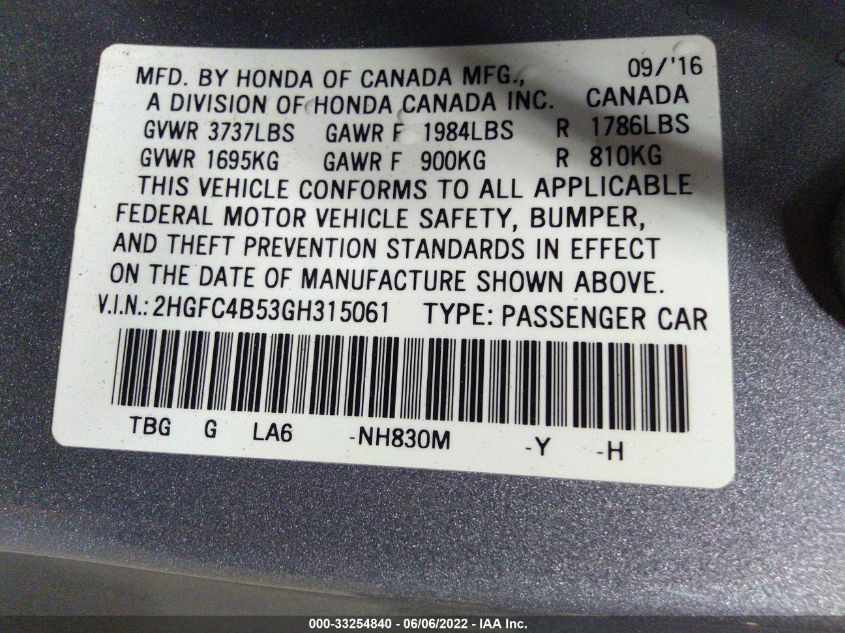 MFD. BY HONDA OF CANADA MFG., 09/'16
A DIVISION OF HONDA CANADA INC. CANADA
GVWR 3737LBS GAWR F 1984LBS R 1786LBS
GVWR 1695KG GAWR F 900KG R 810KG
THIS VEHICLE CONFORMS TO ALL APPLICABLE
FEDERAL MOTOR VEHICLE SAFETY, BUMPER,
AND THEFT PREVENTION STANDARDS IN EFFECT
ON THE DATE OF MANUFACTURE SHOWN ABOVE.
V.I.N.: 2HGFC4B53GH315061 TYPE: PASSENGER CAR
TBG G LA6 -NH830M -Y -H
000-33254840 - 06/06/2022 - IAA Inc.